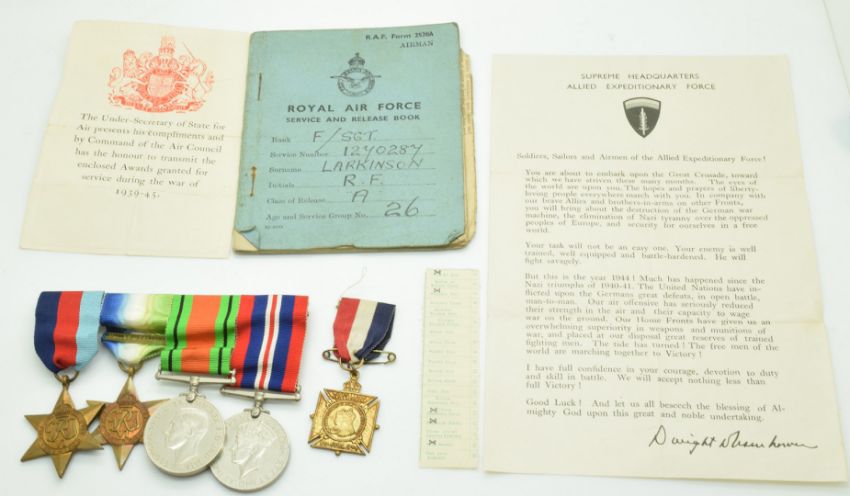 The Under-Secretary of State for
Air presents his compliments and
by Command of the Air Council
has the honour to transmit the
enclosed Awards granted for
service during the war of
1939-45.
R.A.F. Form 2520A
AIRMAN
ROYAL AIR FORCE
SERVICE AND RELEASE BOOK
Rank F/SGT
Service Number 1270287
Surname LARKINSON
Initials R.F.
Class of Release A
Age and Service Group No. 26
SUPREME HEADQUARTERS
ALLIED EXPEDITIONARY FORCE
Soldiers, Sailors and Airmen of the Allied Expeditionary Force!
You are about to embark upon the Great Crusade, toward
which we have striven these many months. The eyes of
the world are upon you. The hopes and prayers of liberty-
loving people everywhere march with you. In company with
our brave Allies and brothers-in-arms on other Fronts,
you will bring about the destruction of the German war
machine, the elimination of Nazi tyranny over the oppressed
peoples of Europe, and security for ourselves in a free
world.
Your task will not be an easy one. Your enemy is well
trained, well equipped and battle-hardened. He will
fight savagely.
But this is the year 1944! Much has happened since the
Nazi triumphs of 1940-41. The United Nations have in-
flicted upon the Germans great defeats, in open battle,
man-to-man. Our air offensive has seriously reduced
their strength in the air and their capacity to wage
war on the ground. Our Home Fronts have given us an
overwhelming superiority in weapons and munitions of
war, and placed at our disposal great reserves of trained
fighting men. The tide has turned! The free men of the
world are marching together to Victory!
I have full confidence in your courage, devotion to duty
and skill in battle. We will accept nothing less than
full Victory!
Good Luck! And let us all beseech the blessing of Al-
mighty God upon this great and noble undertaking.
Dwight D Eisenhower